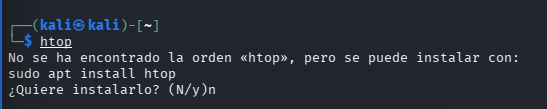 ┌──(kali㉿kali)-[~]
└─$ htop
No se ha encontrado la orden «htop», pero se puede instalar con:
sudo apt install htop
¿Quiere instalarlo? (N/y)n